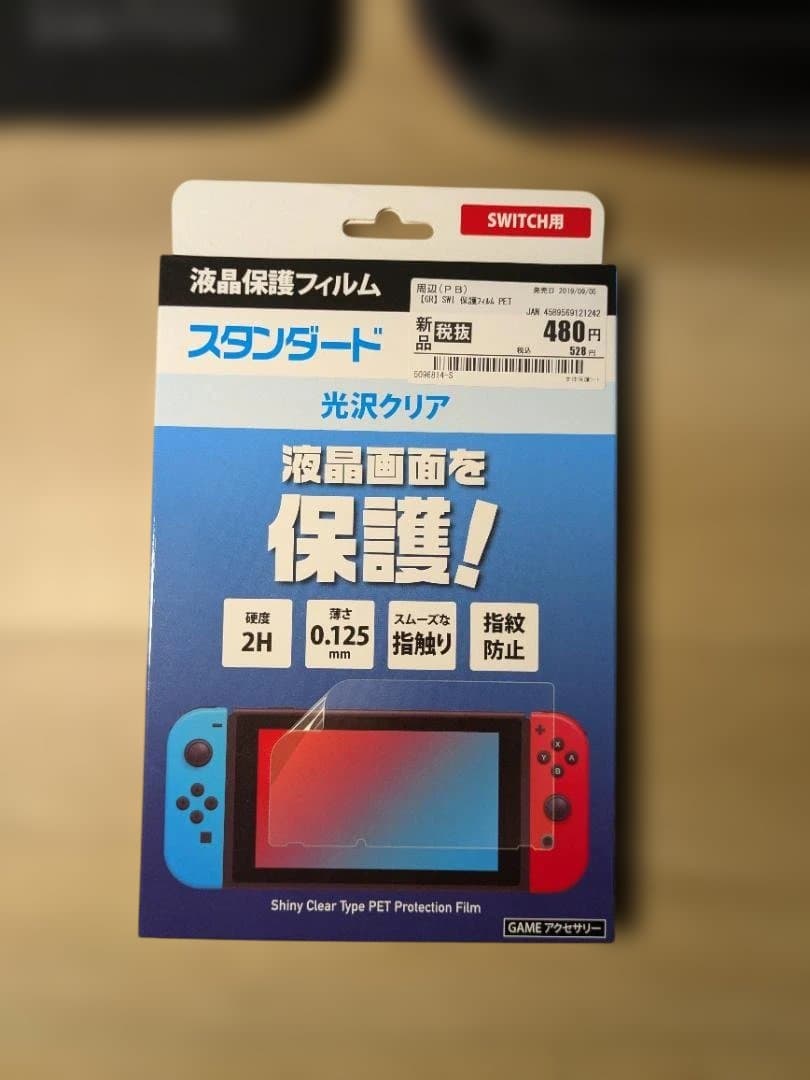 SWITCH用
液晶保護フィルム
周辺(PB)
発売日 2019/09/06
【GR】SWI 保護フィルム PET
JAN 4589569121242
新品 税抜 480円
税込 528円
5096814-S
スタンダード
光沢クリア
液晶画面を
保護!
硬度
2H
薄さ
0.125
mm
スムーズな
指触り
指紋
防止
X
Y
A
B
Shiny Clear Type PET Protection Film
GAME アクセサリー